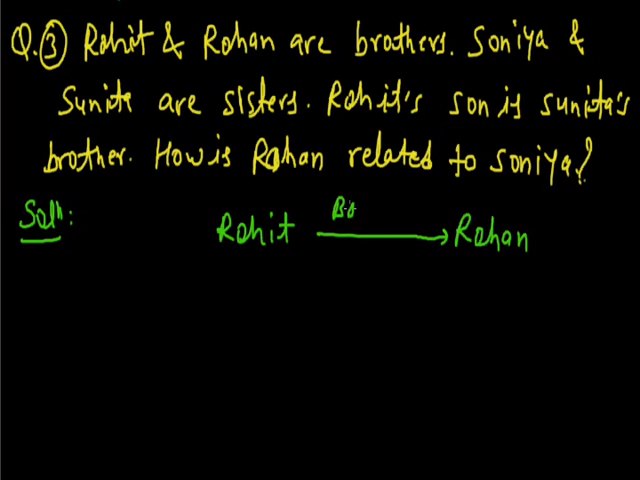 Q.③ Rohit & Rohan are brothers. Soniya &
Sunita are sisters. Rohit's son is sunita's
brother. How is Rohan related to Soniya?
Solⁿ:
Bro
Rohit → Rohan